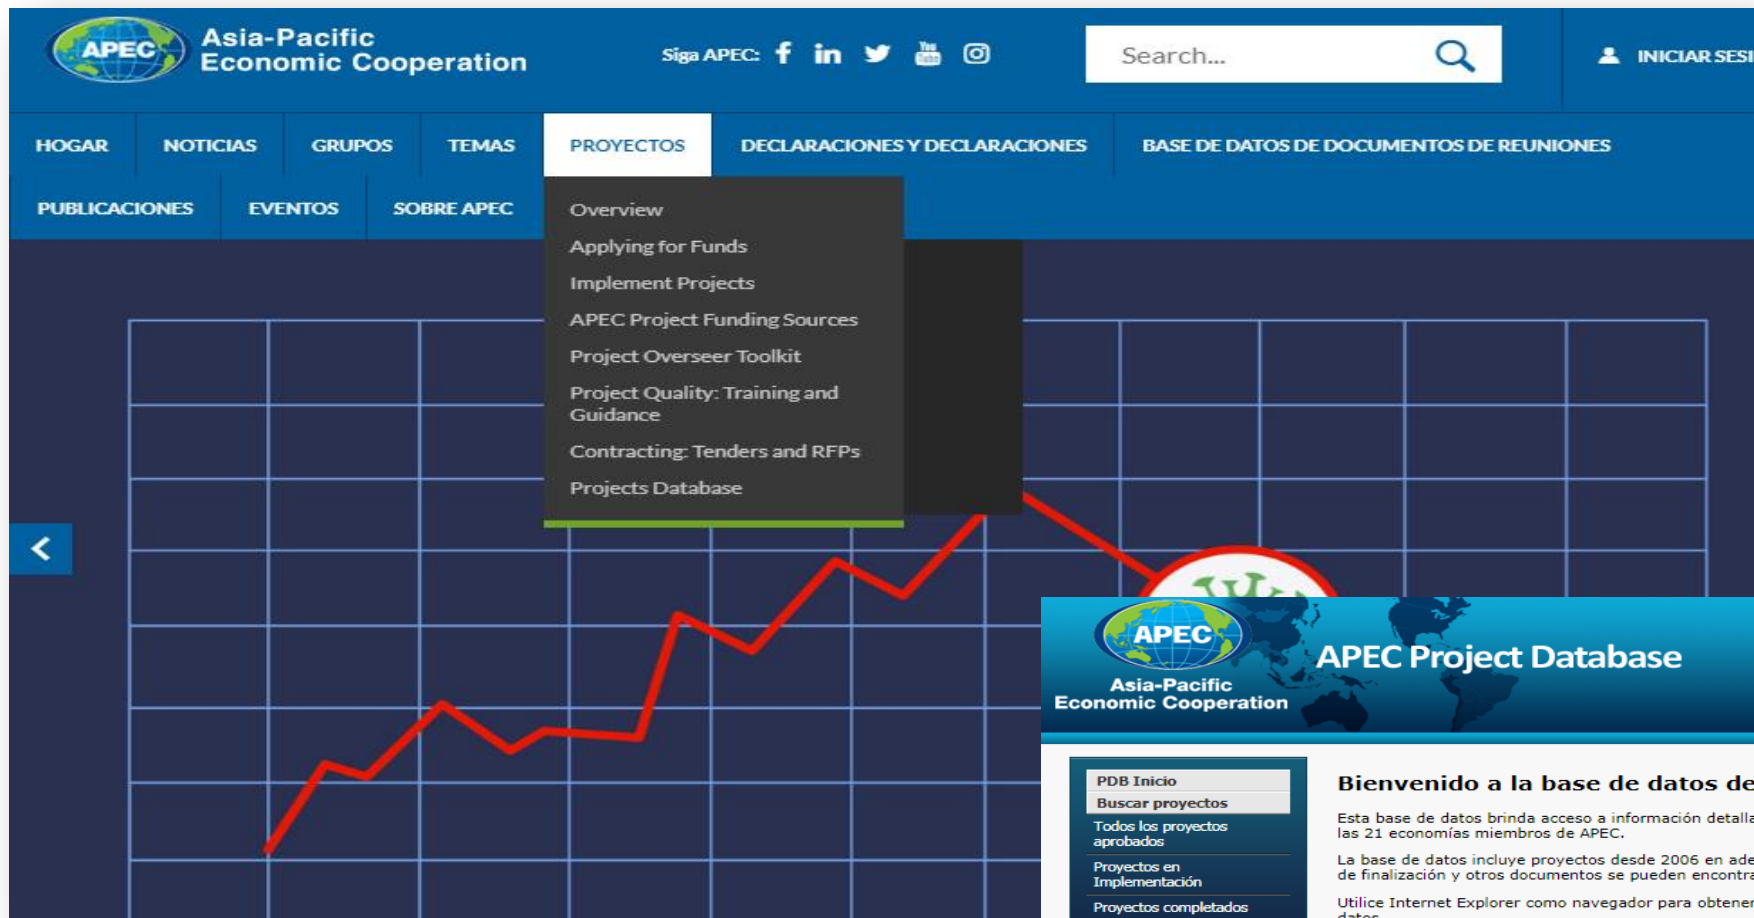 APEC
Asia-Pacific
Economic Cooperation
Siga APEC:
You
Tube
Search...
INICIAR SESI
HOGAR
NOTICIAS
GRUPOS
TEMAS
PROYECTOS
DECLARACIONES Y DECLARACIONES
BASE DE DATOS DE DOCUMENTOS DE REUNIONES
PUBLICACIONES
EVENTOS
SOBRE APEC
Overview
Applying for Funds
Implement Projects
APEC Project Funding Sources
Project Overseer Toolkit
Project Quality: Training and
Guidance
Contracting: Tenders and RFPs
Projects Database
APEC
Asia-Pacific
Economic Cooperation
APEC Project Database
PDB Inicio
Buscar proyectos
Todos los proyectos
aprobados
Proyectos en
Implementación
Proyectos completados
Bienvenido a la base de datos de
Esta base de datos brinda acceso a información detalla
las 21 economías miembros de APEC.
La base de datos incluye proyectos desde 2006 en ade
de finalización y otros documentos se pueden encontra
Utilice Internet Explorer como navegador para obtener
datos